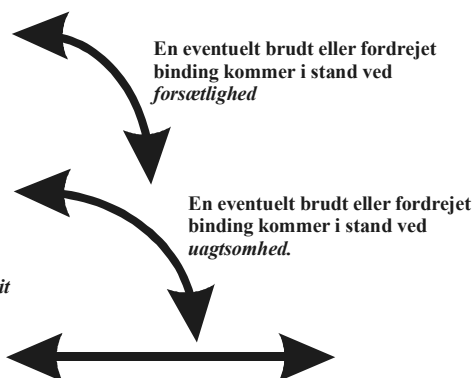 En eventuelt brudt eller fordrejet
binding kommer i stand ved
forsætlighed
En eventuelt brudt eller fordrejet
binding kommer i stand ved
uagtsomhed.
it